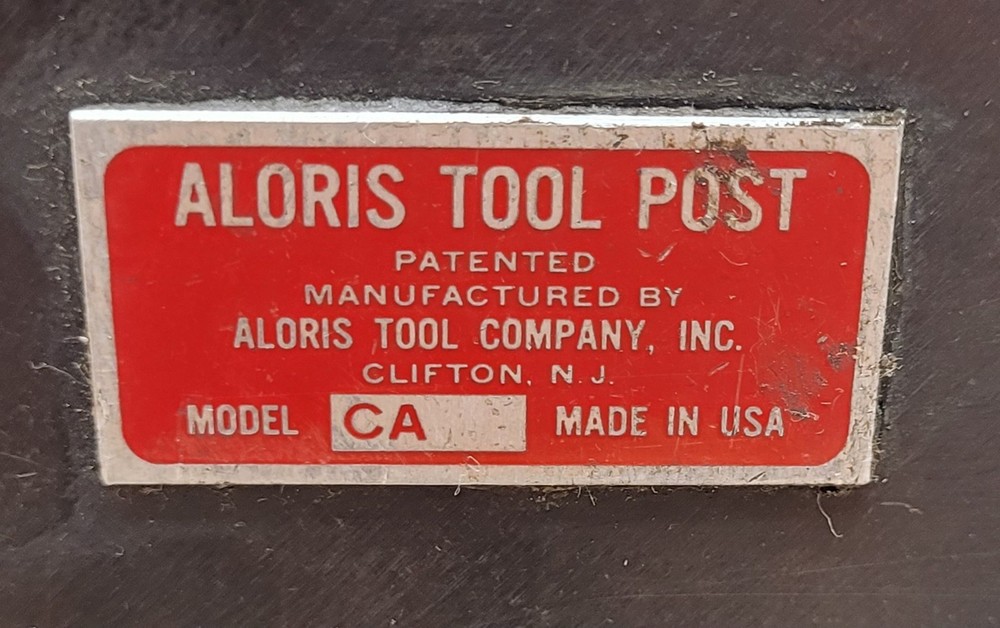 ALORIS TOOL POST
PATENTED
MANUFACTURED BY
ALORIS TOOL COMPANY, INC.
CLIFTON, N.J.
MODEL CA MADE IN USA